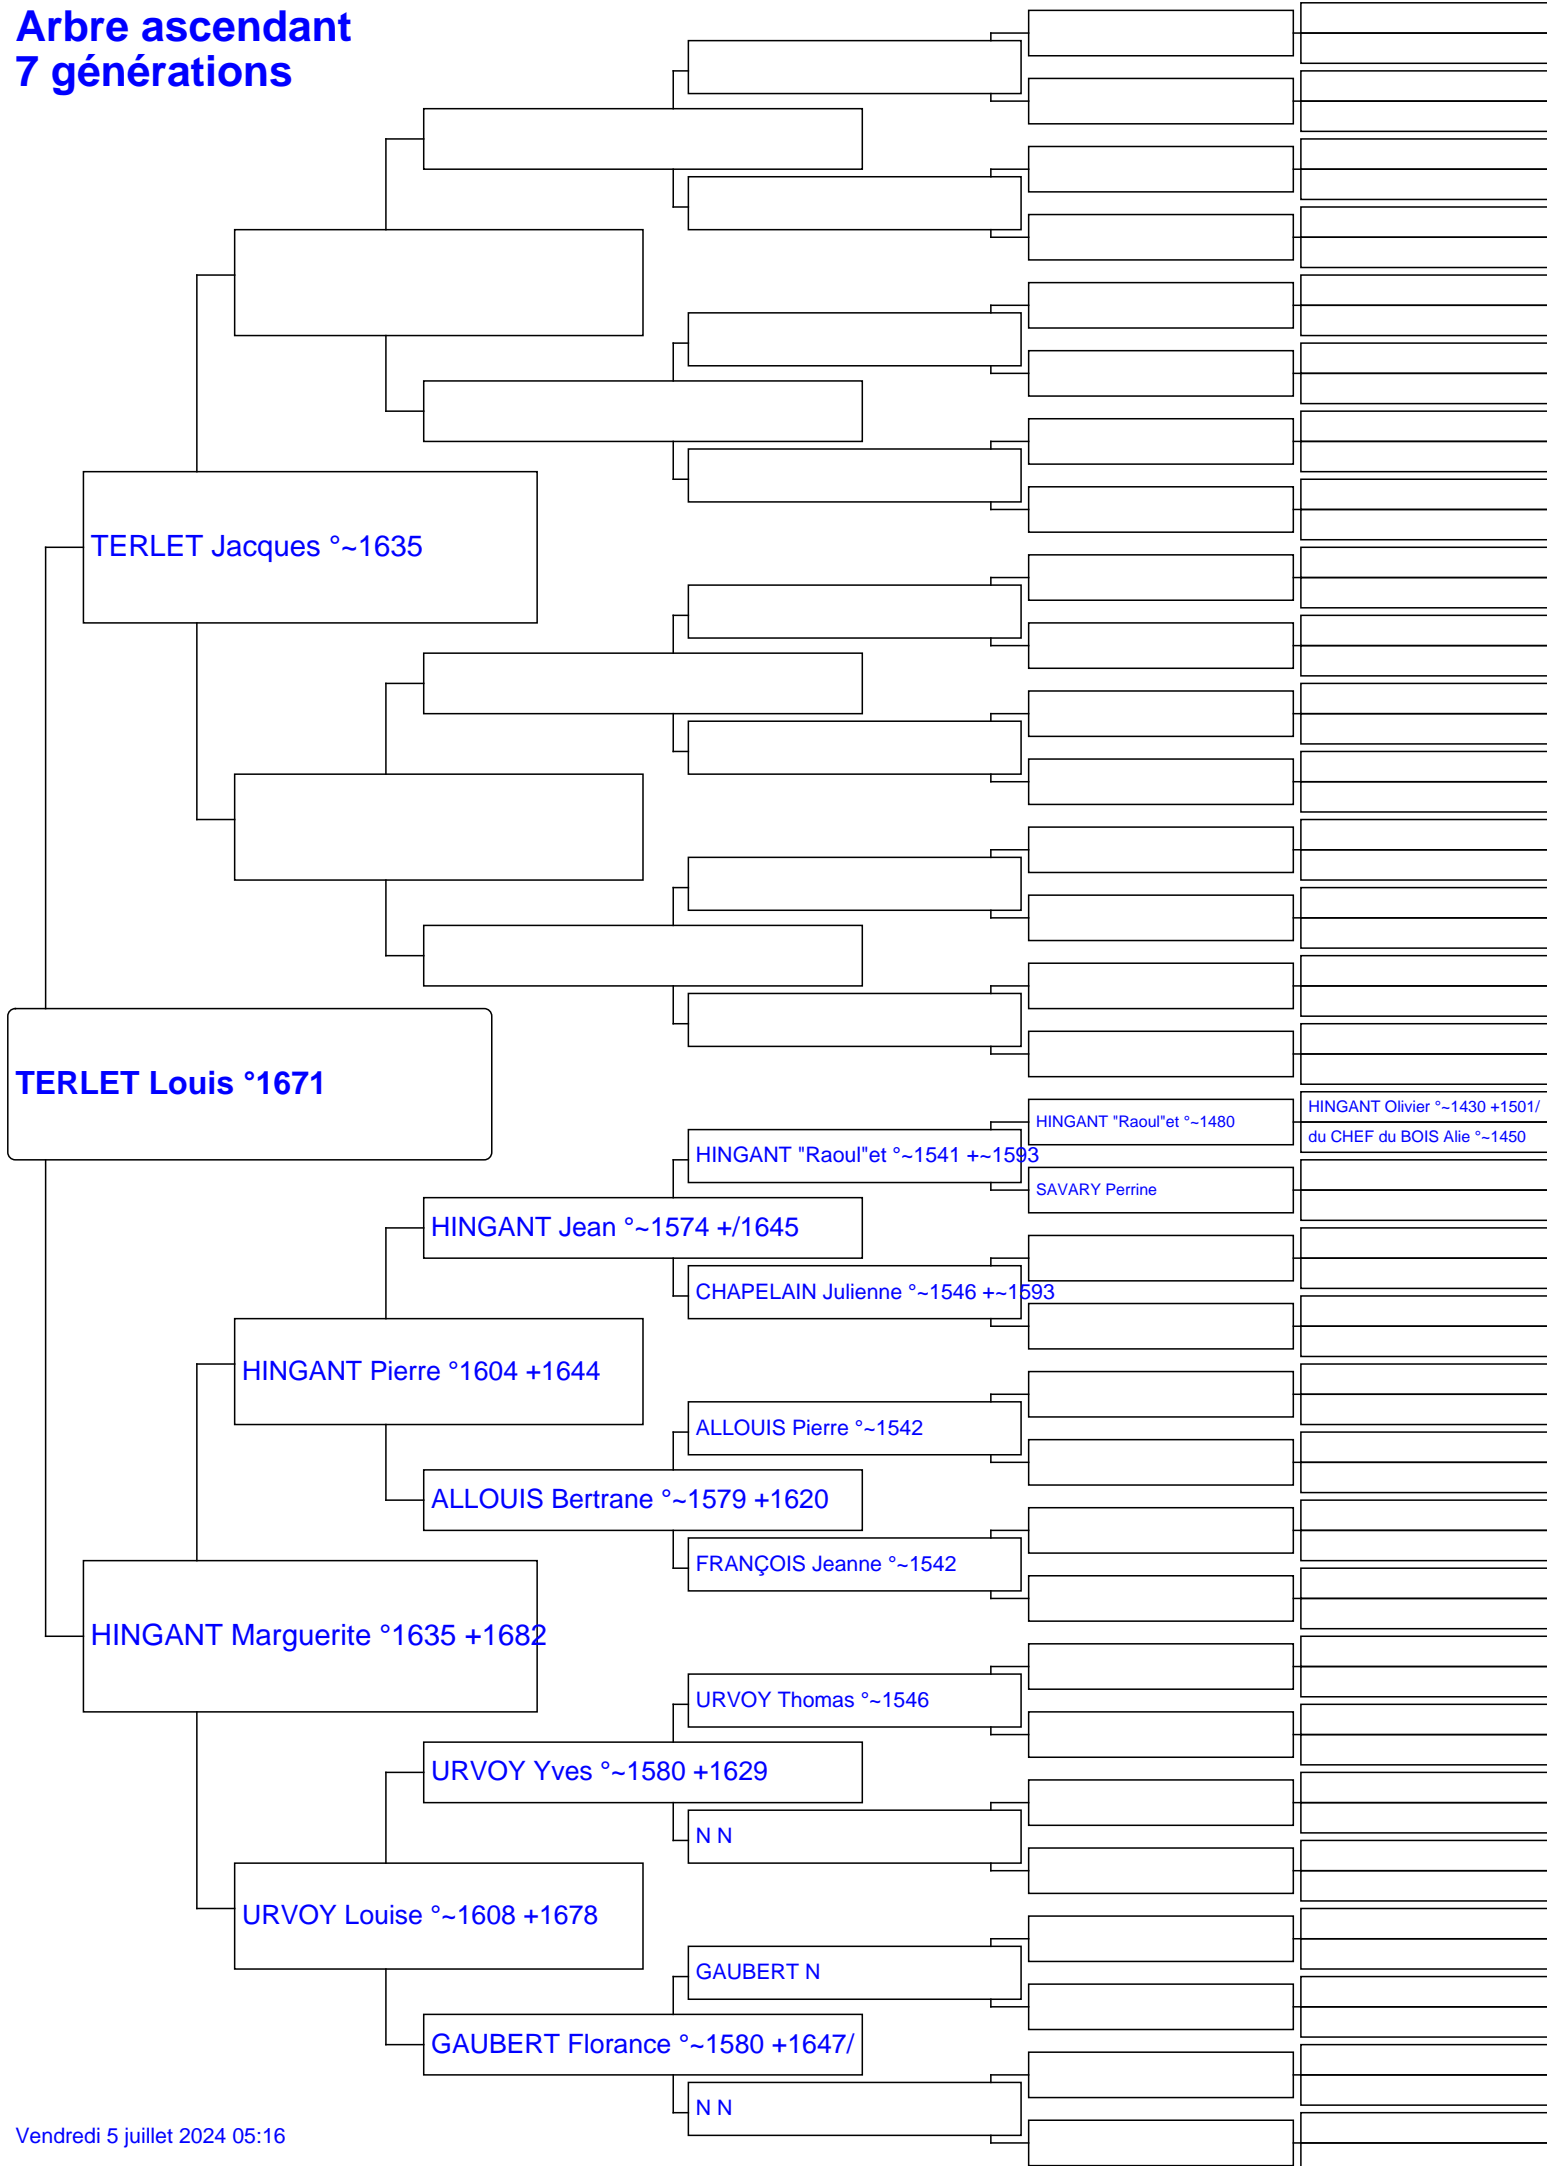 Arbre ascendant
7 générations
TERLET Jacques °~1635
TERLET Louis °1671
HINGANT "Raoul"et °~1480
HINGANT Olivier °~1430 +1501/
du CHEF du BOIS Alie °~1450
HINGANT "Raoul"et °~1541 +~1593
SAVARY Perrine
HINGANT Jean °~1574 +/1645
CHAPELAIN Julienne °~1546 +~1593
HINGANT Pierre °1604 +1644
ALLOUIS Pierre °~1542
ALLOUIS Bertrane °~1579 +1620
FRANÇOIS Jeanne °~1542
HINGANT Marguerite °1635 +1682
URVOY Thomas °~1546
URVOY Yves °~1580 +1629
N N
URVOY Louise °~1608 +1678
GAUBERT N
GAUBERT Florance °~1580 +1647/
N N
Vendredi 5 juillet 2024 05:16